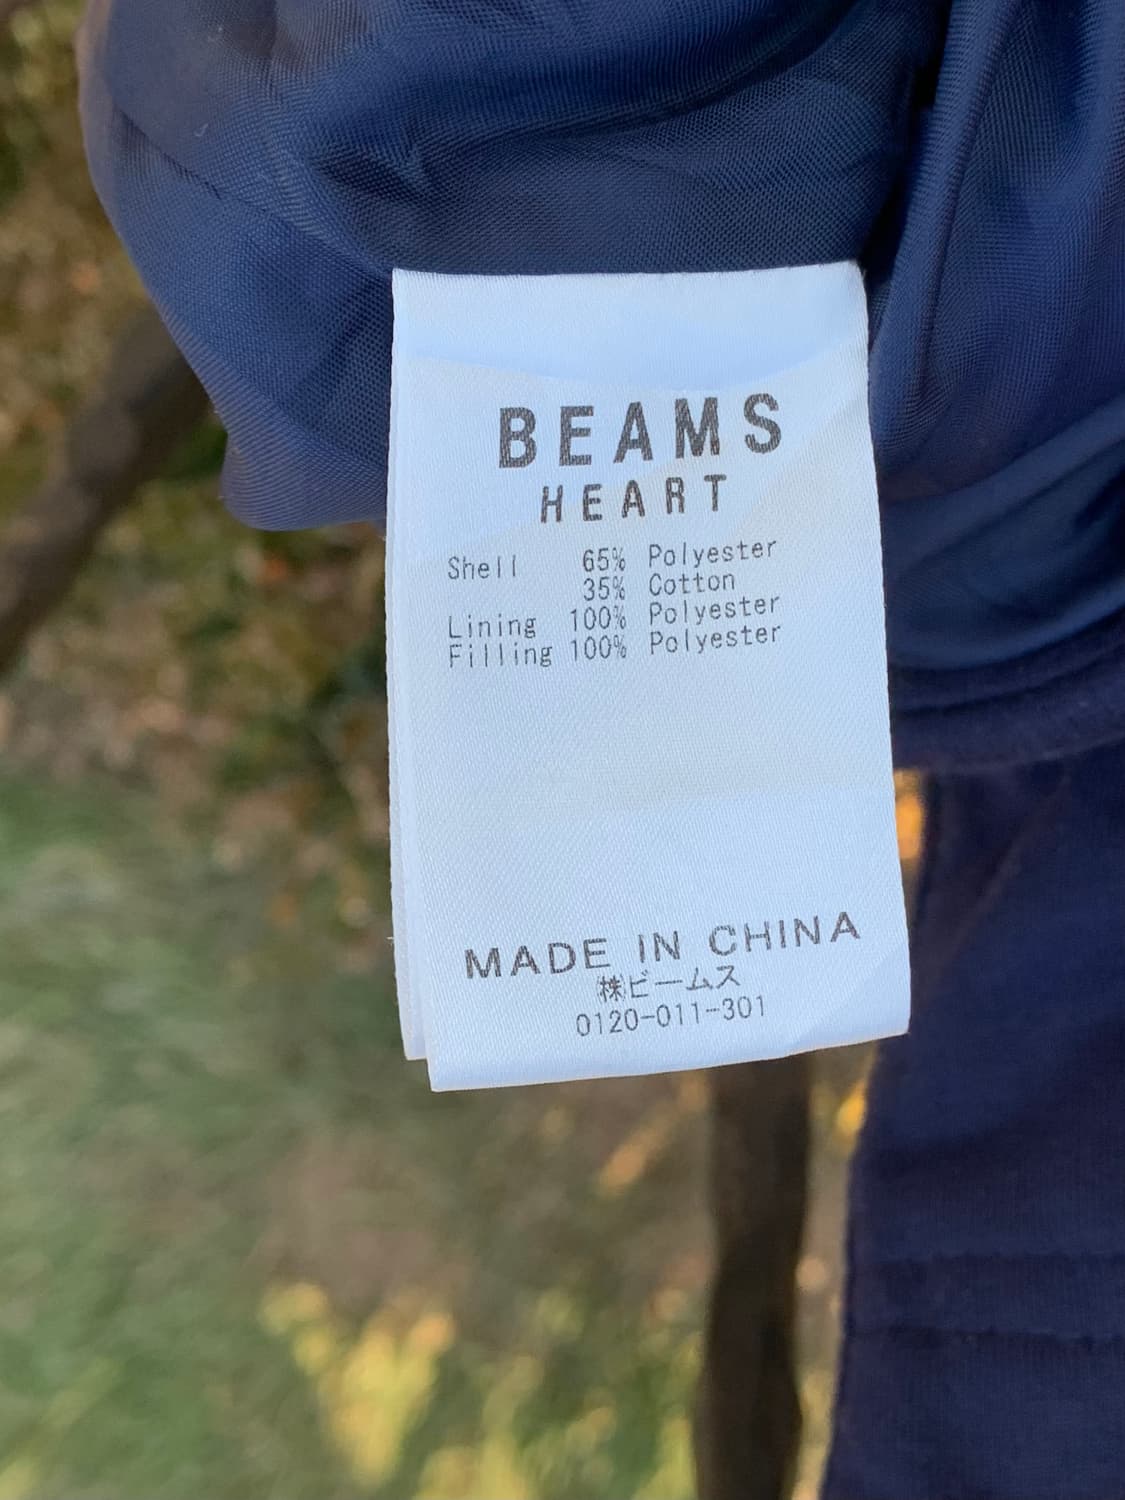 BEAMS
HEART
Shell 65% Polyester
35% Cotton
Lining 100% Polyester
Filling 100% Polyester
MADE IN CHINA
㈱ビームス
0120-011-301